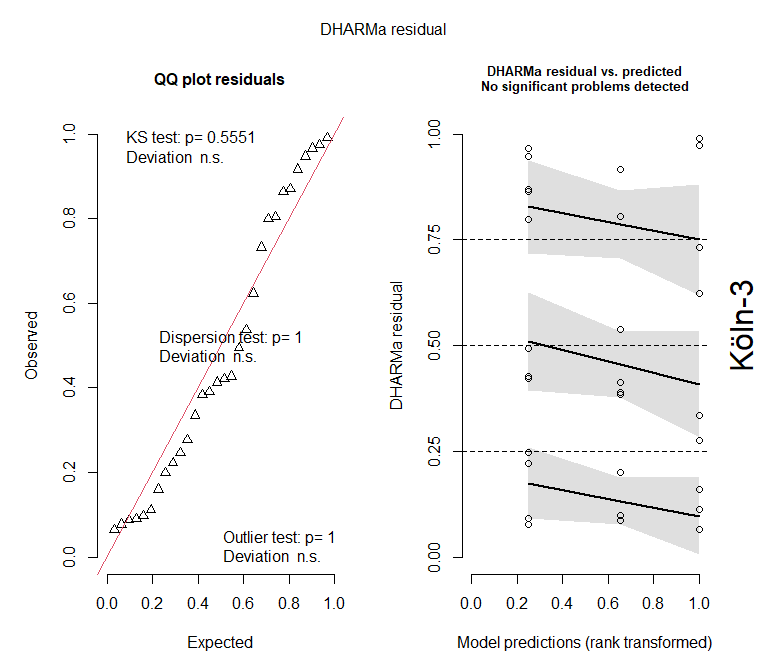 DHARMa residual
QQ plot residuals
KS test: p= 0.5551
Deviation n.s.
Dispersion test: p= 1
Deviation n.s.
Outlier test: p= 1
Deviation n.s.
Observed
0.0 0.2 0.4 0.6 0.8 1.0
0.0 0.2 0.4 0.6 0.8 1.0
Expected
DHARMa residual vs. predicted
No significant problems detected
DHARMa residual
0.00 0.25 0.50 0.75 1.00
0.0 0.2 0.4 0.6 0.8 1.0
Model predictions (rank transformed)
Köln-3